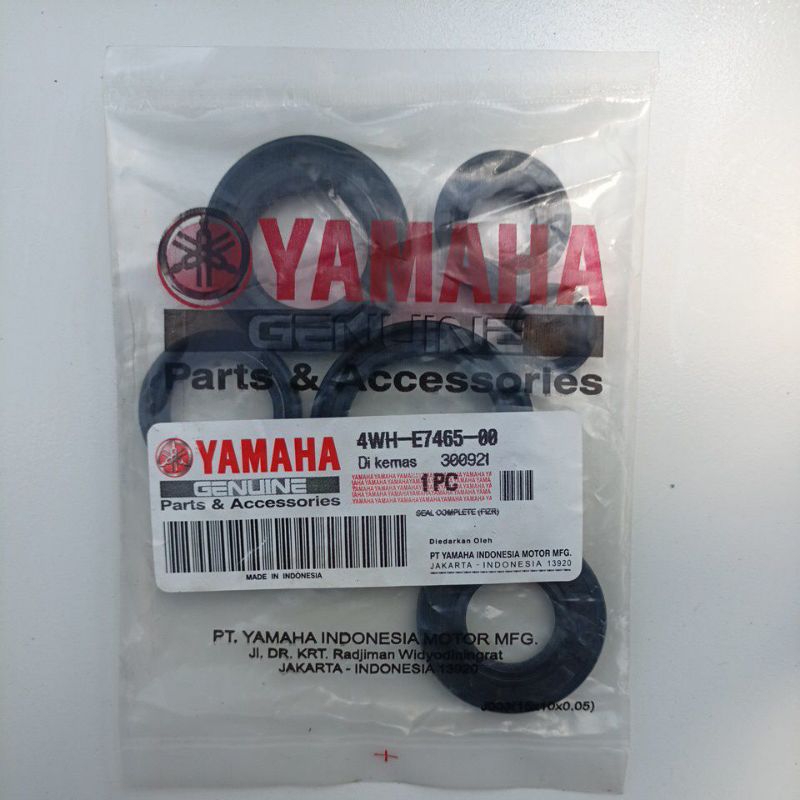 YAMAHA
GENUINE
Parts & Accessories
YAMAHA
GENUINE
Parts & Accessories
4WH-E7465-00
Di kemas 300921
1 PC
SEAL COMPLETE (FIZR)
Diedarkan Oleh
PT YAMAHA INDONESIA MOTOR MFG.
JAKARTA - INDONESIA 13920
MADE IN INDONESIA
PT. YAMAHA INDONESIA MOTOR MFG.
Jl. DR. KRT. Radjiman Widyodiningrat
JAKARTA - INDONESIA 13920